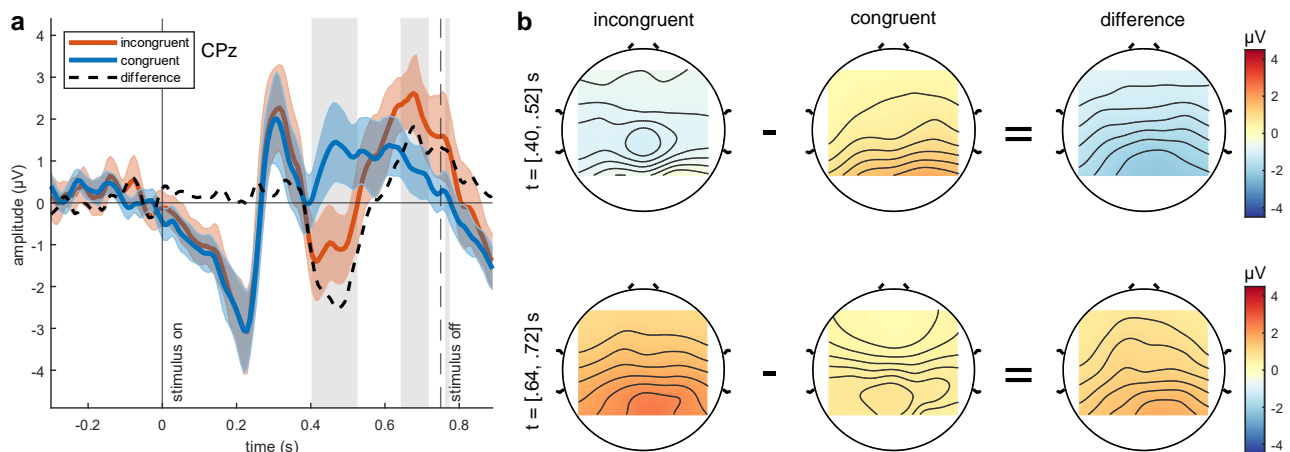 a
incongruent
congruent
difference
CPz
amplitude (µV)
4
3
2
1
0
-1
-2
-3
-4
stimulus on
stimulus off
-0.2
0
0.2
0.4
0.6
0.8
time (s)
b
incongruent
congruent
difference
t = [.40, .52] s
-
=
µV
4
2
0
-2
-4
t = [.64, .72] s
-
=
µV
4
2
0
-2
-4